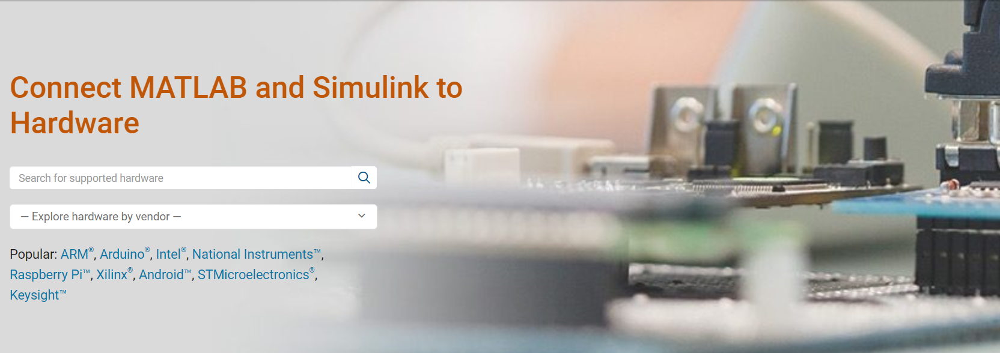 Connect MATLAB and Simulink to
Hardware
Search for supported hardware
— Explore hardware by vendor —
Popular: ARM®, Arduino®, Intel®, National Instruments™,
Raspberry Pi™, Xilinx®, Android™, STMicroelectronics®,
Keysight™